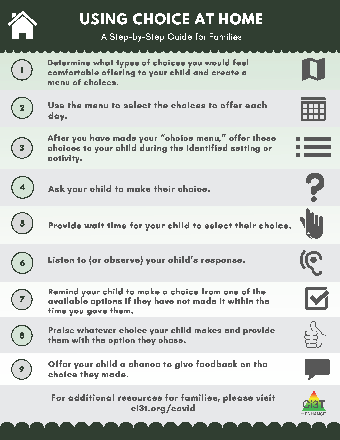 USING CHOICE AT HOME
A Step-by-Step Guide for Families
1
Determine what types of choices you would feel
comfortable offering to your child and create a
menu of choices.
2
Use the menu to select the choices to offer each
day.
3
After you have made your "choice menu," offer these
choices to your child during the identified setting or
activity.
4
Ask your child to make their choice.
5
Provide wait time for your child to select their choice.
6
Listen to (or observe) your child's response.
7
Remind your child to make a choice from one of the
available options if they have not made it within the
time you gave them.
8
Praise whatever choice your child makes and provide
them with the option they chose.
9
Offer your child a chance to give feedback on the
choice they made.
For additional resources for families, please visit
ci3t.org/covid
Ci3T